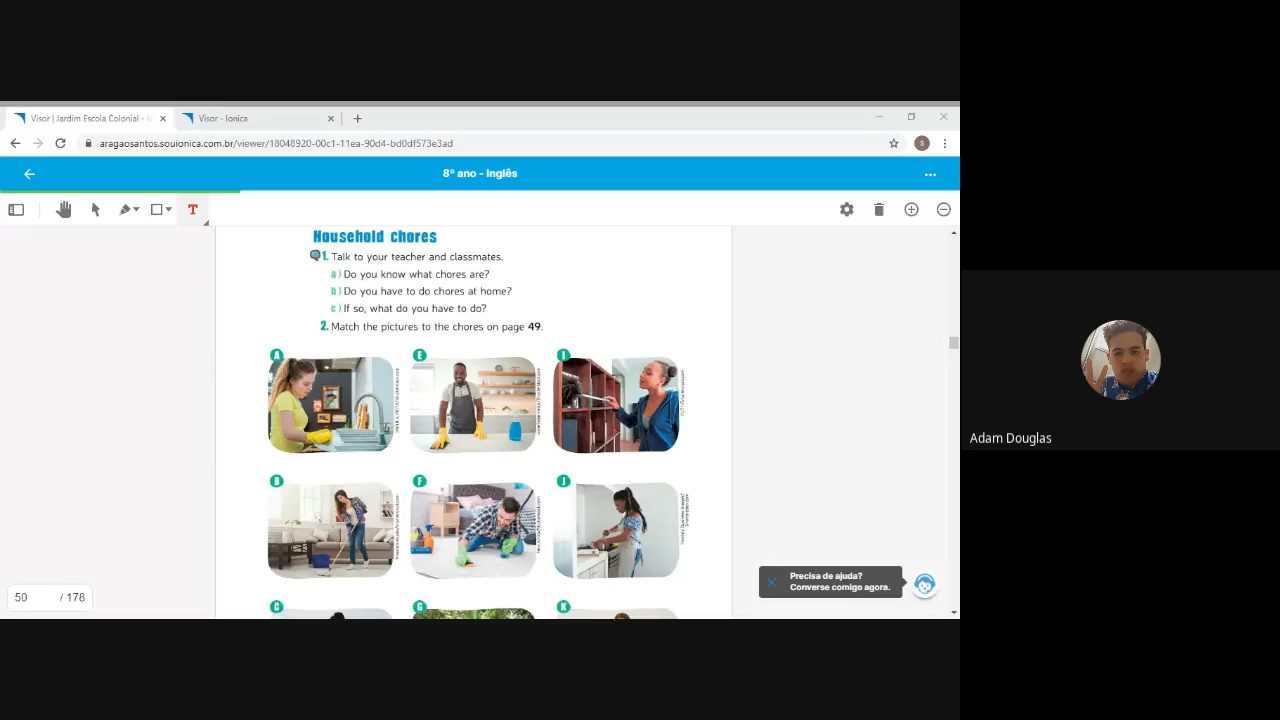 Visor | Jardim Escola Colonial - Io
Visor - Ionica
aragaosantos.souionica.com.br/viewer/18048920-00c1-11ea-90d4-bd0df573e3ad
S
8º ano - Inglês
T
Household chores
1. Talk to your teacher and classmates.
a) Do you know what chores are?
b) Do you have to do chores at home?
c) If so, what do you have to do?
2. Match the pictures to the chores on page 49.
A
E
I
D
F
J
C
G
K
Precisa de ajuda?
Converse comigo agora.
50 / 178
Adam Douglas